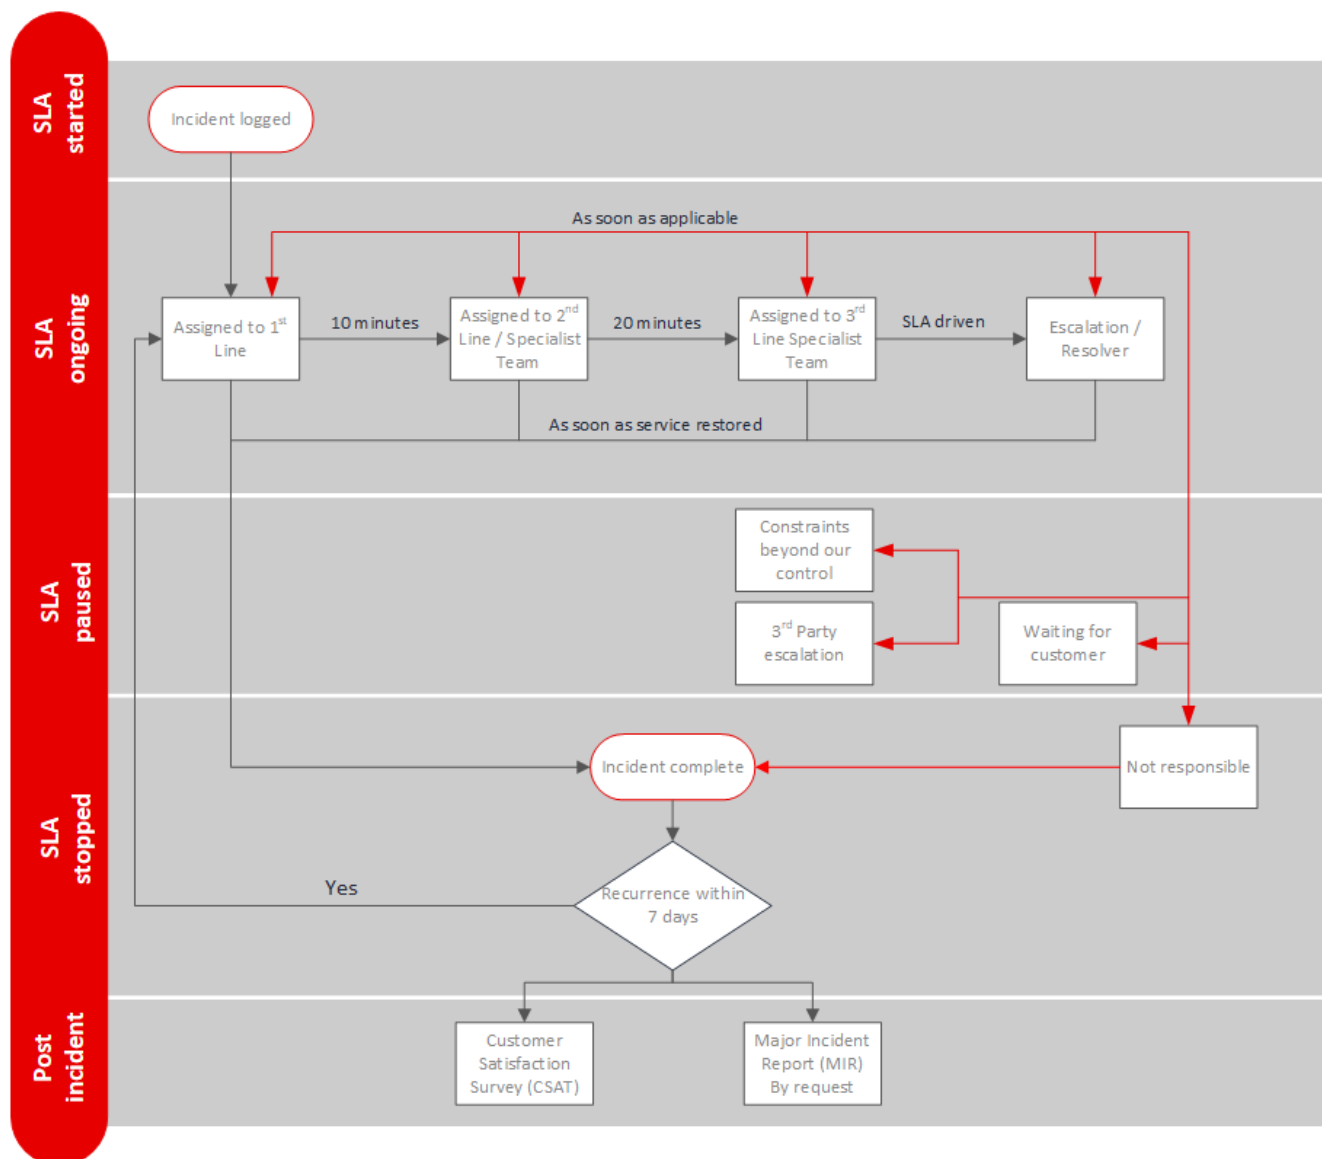 SLA
started
Incident logged
SLA
ongoing
As soon as applicable
Assigned to 1st
Line
10 minutes
Assigned to 2nd
Line / Specialist
Team
20 minutes
Assigned to 3rd
Line Specialist
Team
SLA driven
Escalation /
Resolver
As soon as service restored
SLA
paused
Constraints
beyond our
control
3rd Party
escalation
Waiting for
customer
SLA
stopped
Incident complete
Not responsible
Recurrence within
7 days
Yes
Post
incident
Customer
Satisfaction
Survey (CSAT)
Major Incident
Report (MIR)
By request